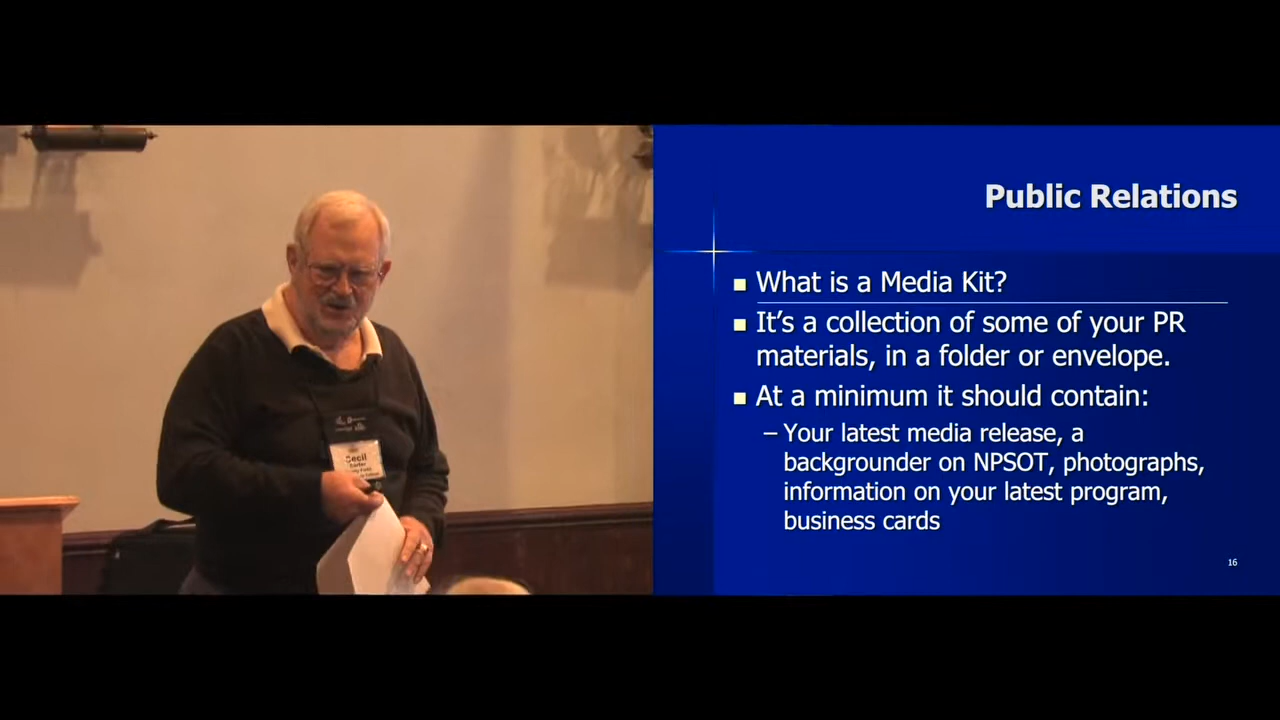 Cecil
Carter
Public Relations
■ What is a Media Kit?
■ It's a collection of some of your PR
materials, in a folder or envelope.
■ At a minimum it should contain:
– Your latest media release, a
backgrounder on NPSOT, photographs,
information on your latest program,
business cards
16